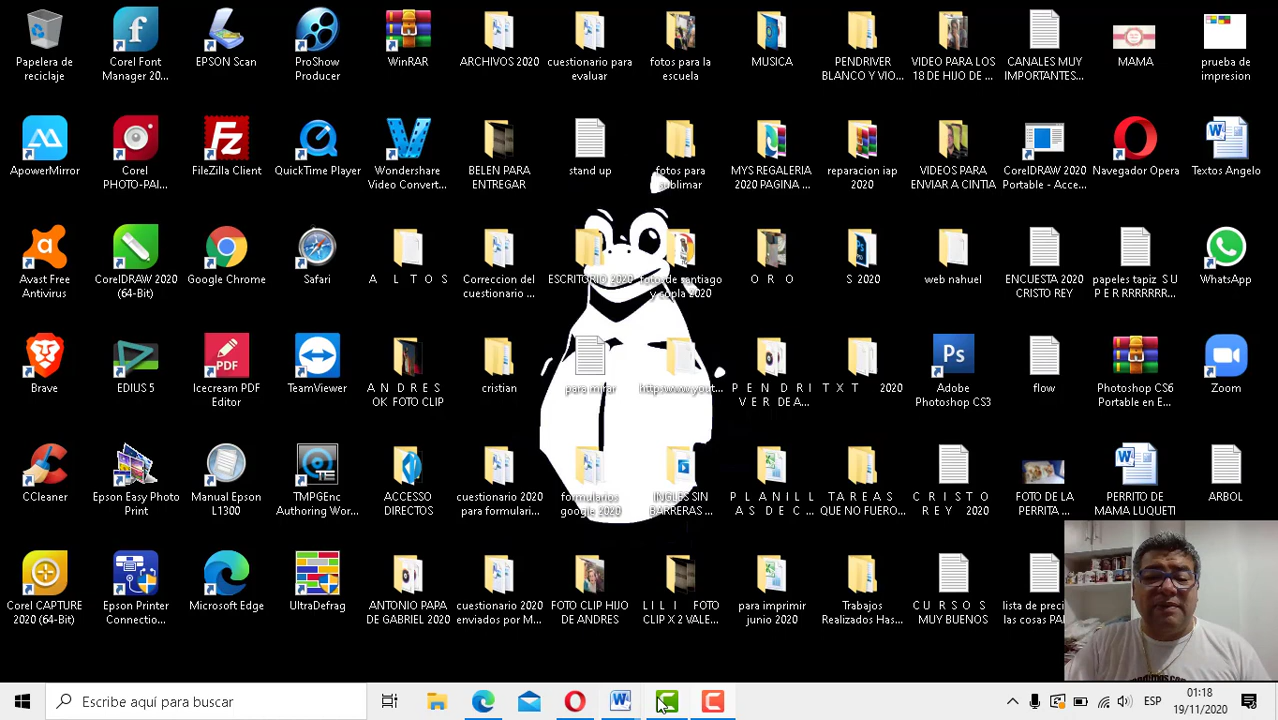 Papelera de reciclaje
Corel Font Manager 20...
EPSON Scan
ProShow Producer
WinRAR
ARCHIVOS 2020
cuestionario para evaluar
fotos para la escuela
MUSICA
PENDRIVER BLANCO Y VIO...
VIDEO PARA LOS 18 DE HIJO DE ...
CANALES MUY IMPORTANTES...
MAMA
prueba de impresion
ApowerMirror
Corel PHOTO-PAI...
FileZilla Client
QuickTime Player
Wondershare Video Convert...
BELEN PARA ENTREGAR
stand up
fotos para sublimar
MYS REGALERIA 2020 PAGINA ...
reparacion iap 2020
VIDEOS PARA ENVIAR A CINTIA
CorelDRAW 2020 Portable - Acce...
Navegador Opera
Textos Angelo
Avast Free Antivirus
CorelDRAW 2020 (64-Bit)
Google Chrome
Safari
A L T O S
Correccion del cuestionario ...
ESCRITORIO 2020
foto de santiago y copla 2020
O R O
S 2020
web nahuel
ENCUESTA 2020 CRISTO REY
papeles tapiz S U P E R RRRRRRR...
WhatsApp
Brave
EDIUS 5
Icecream PDF Editor
TeamViewer
A N D R E S OK FOTO CLIP
cristian
para mirar
http:www.yout...
P E N D R I V E R V E R D E A...
T X T 2020
Ps
Adobe Photoshop CS3
flow
Photoshop CS6 Portable en E...
Zoom
CCleaner
Epson Easy Photo Print
Manual Epson L1300
TMPGEnc Authoring Wor...
ACCESSO DIRECTOS
cuestionario 2020 para formulari...
formularios google 2020
INGLES SIN BARRERAS ...
P L A N I L L A S D E C ...
TAREAS QUE NO FUERO...
C R I S T O R E Y 2020
FOTO DE LA PERRITA ...
PERRITO DE MAMA LUQUETI
ARBOL
Corel CAPTURE 2020 (64-Bit)
Epson Printer Connectio...
Microsoft Edge
UltraDefrag
ANTONIO PAPA DE GABRIEL 2020
cuestionario 2020 enviados por M...
FOTO CLIP HIJO DE ANDRES
L I L I FOTO CLIP X 2 VALE...
para imprimir junio 2020
Trabajos Realizados Has...
C U R S O S MUY BUENOS
lista de preci
las cosas PA
Escribe aquí para buscar
ESP
01:18
19/11/2020